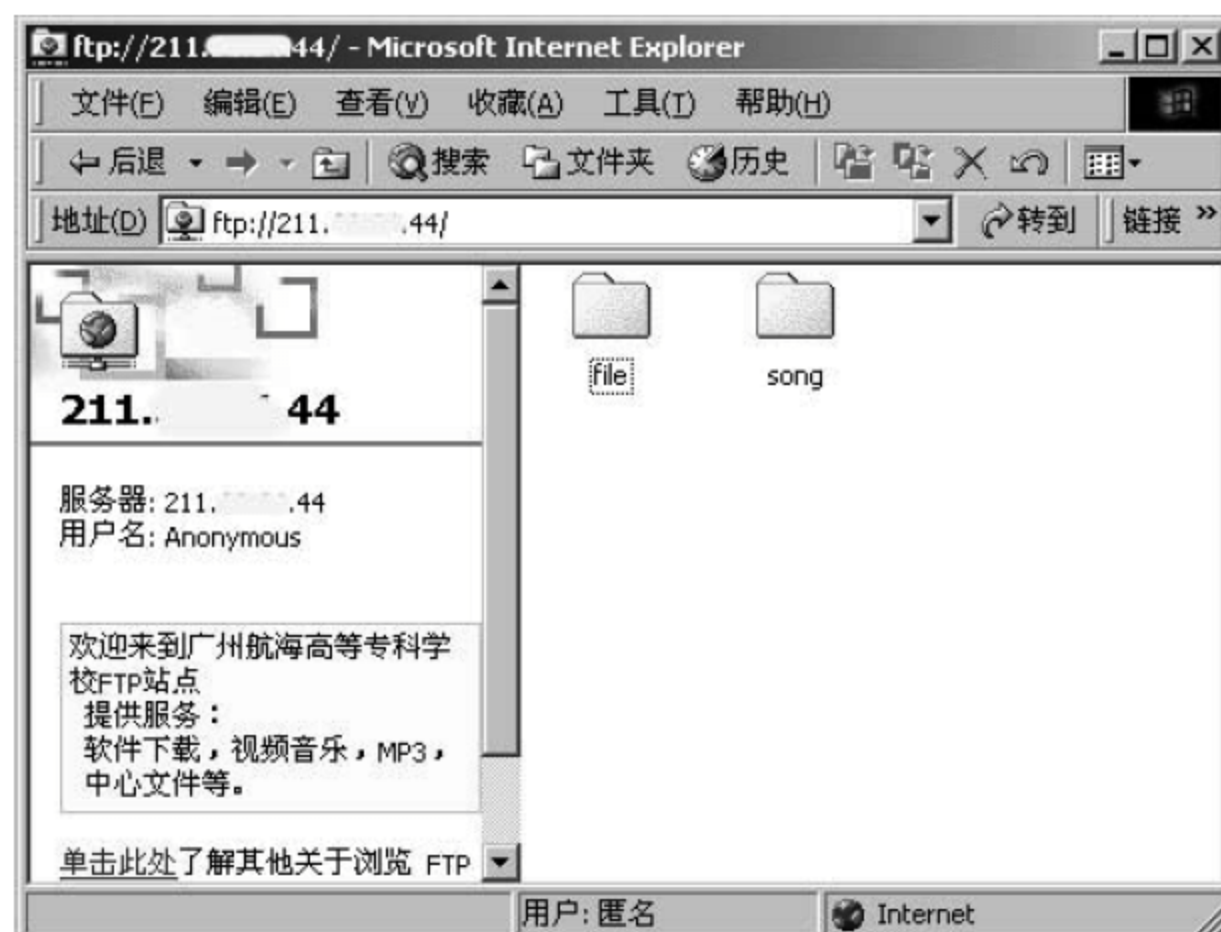 ftp://211. 44/ - Microsoft Internet Explorer
文件(F) 编辑(E) 查看(V) 收藏(A) 工具(T) 帮助(H)
后退 搜索 文件夹 历史
地址(D) ftp://211. .44/ 转到 链接 »
file song
211. 44
服务器: 211. .44
用户名: Anonymous
欢迎来到广州航海高等专科学
校FTP站点
提供服务：
软件下载，视频音乐，MP3，
中心文件等。
单击此处了解其他关于浏览 FTP
用户: 匿名 Internet